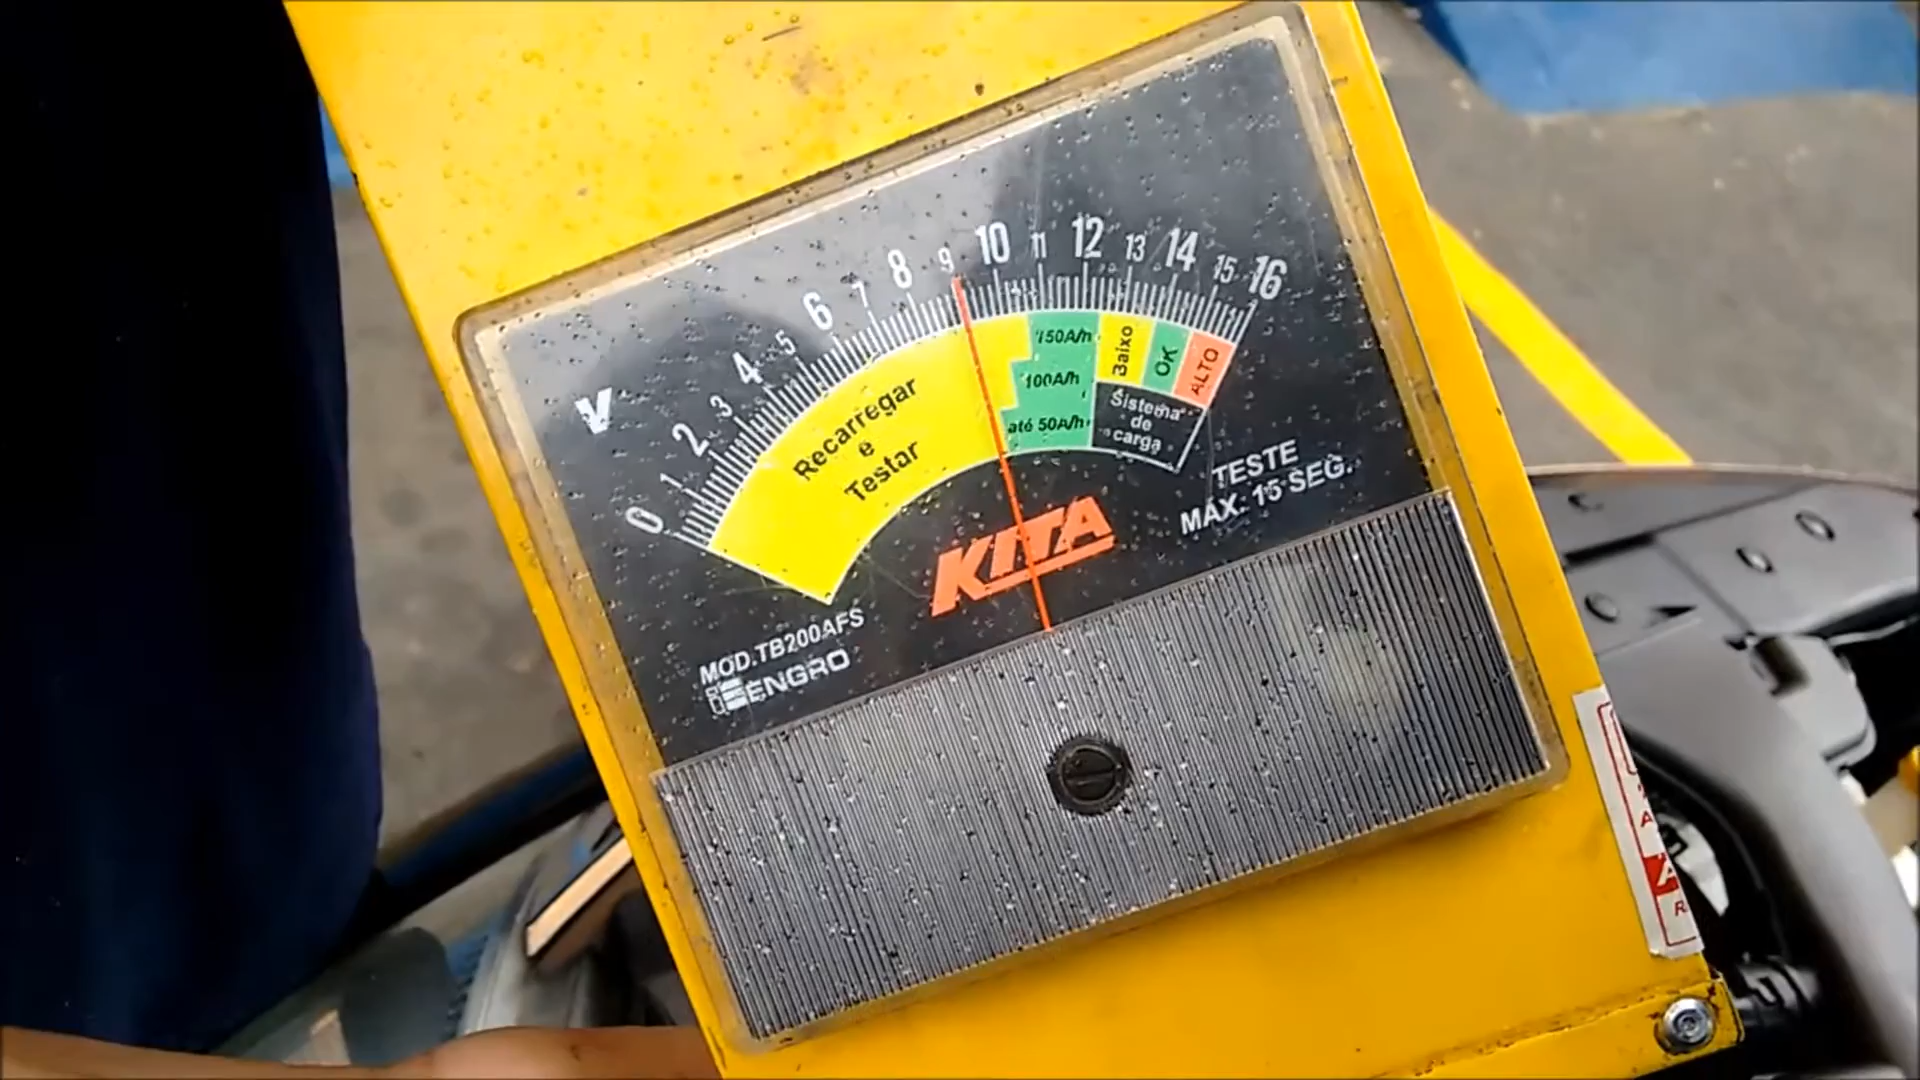 0 1 2 3 4 5 6 7 8 9 10 11 12 13 14 15 16
V
Recarregar
e
Testar
150A/h
100A/h
até 50A/h
Baixo
OK
ALTO
Sistema
de
carga
TESTE
MÁX. 15 SEG.
KITA
MOD.TB200AFS
ENGRO